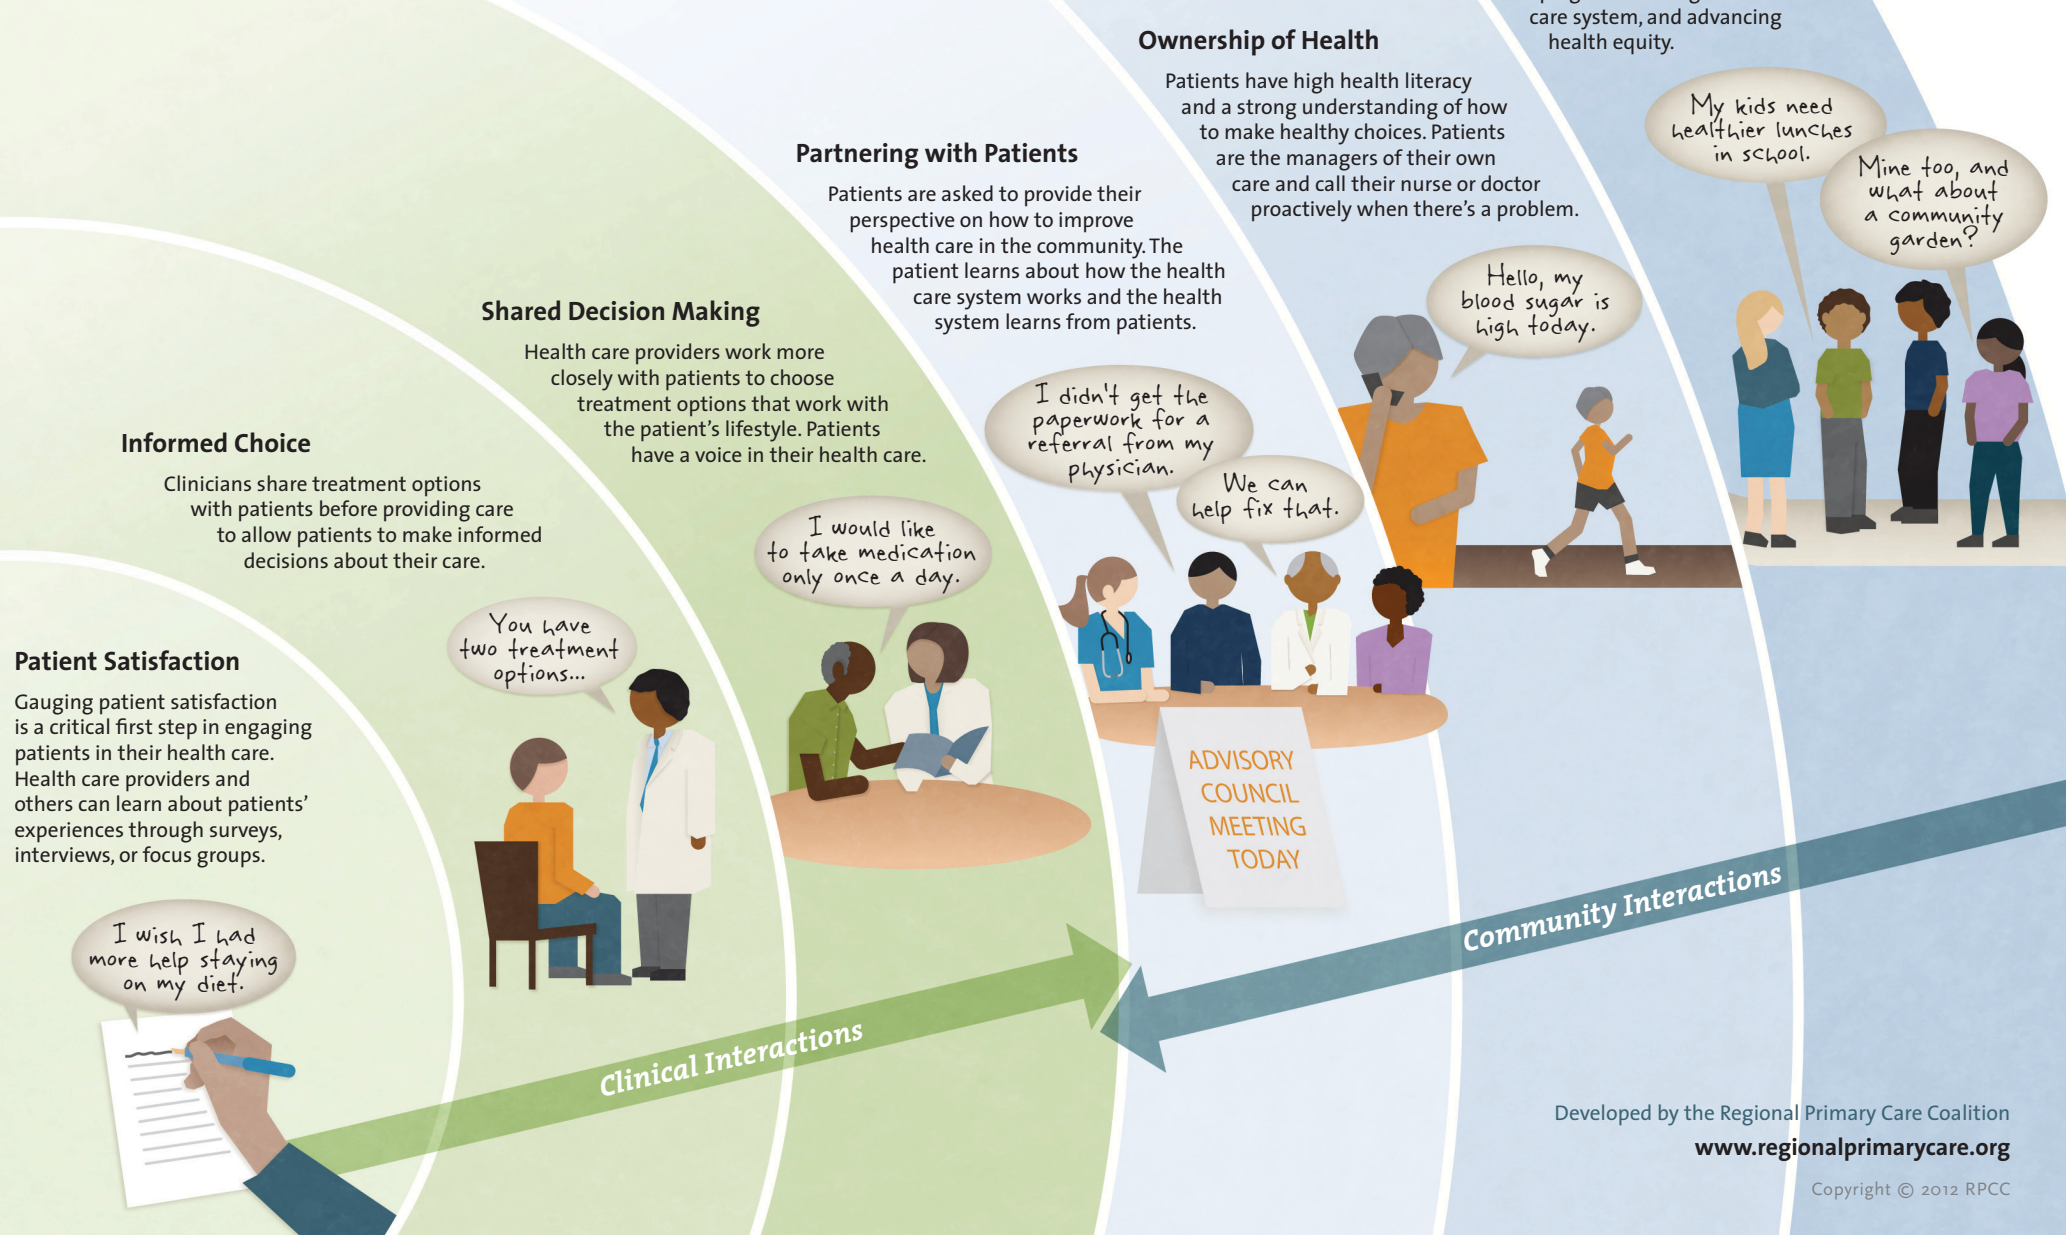 Patient Satisfaction
Gauging patient satisfaction
is a critical first step in engaging
patients in their health care.
Health care providers and
others can learn about patients’
experiences through surveys,
interviews, or focus groups.
I wish I had
more help staying
on my diet.
Informed Choice
Clinicians share treatment options
with patients before providing care
to allow patients to make informed
decisions about their care.
You have
two treatment
options...
Shared Decision Making
Health care providers work more
closely with patients to choose
treatment options that work with
the patient’s lifestyle. Patients
have a voice in their health care.
I would like
to take medication
only once a day.
Partnering with Patients
Patients are asked to provide their
perspective on how to improve
health care in the community. The
patient learns about how the health
care system works and the health
system learns from patients.
I didn't get the
paperwork for a
referral from my
physician.
We can
help fix that.
ADVISORY
COUNCIL
MEETING
TODAY
Ownership of Health
Patients have high health literacy
and a strong understanding of how
to make healthy choices. Patients
are the managers of their own
care and call their nurse or doctor
proactively when there’s a problem.
Hello, my
blood sugar is
high today.
care system, and advancing
health equity.
My kids need
healthier lunches
in school.
Mine too, and
what about
a community
garden?
Clinical Interactions
Community Interactions
Developed by the Regional Primary Care Coalition
www.regionalprimarycare.org
Copyright © 2012 RPCC